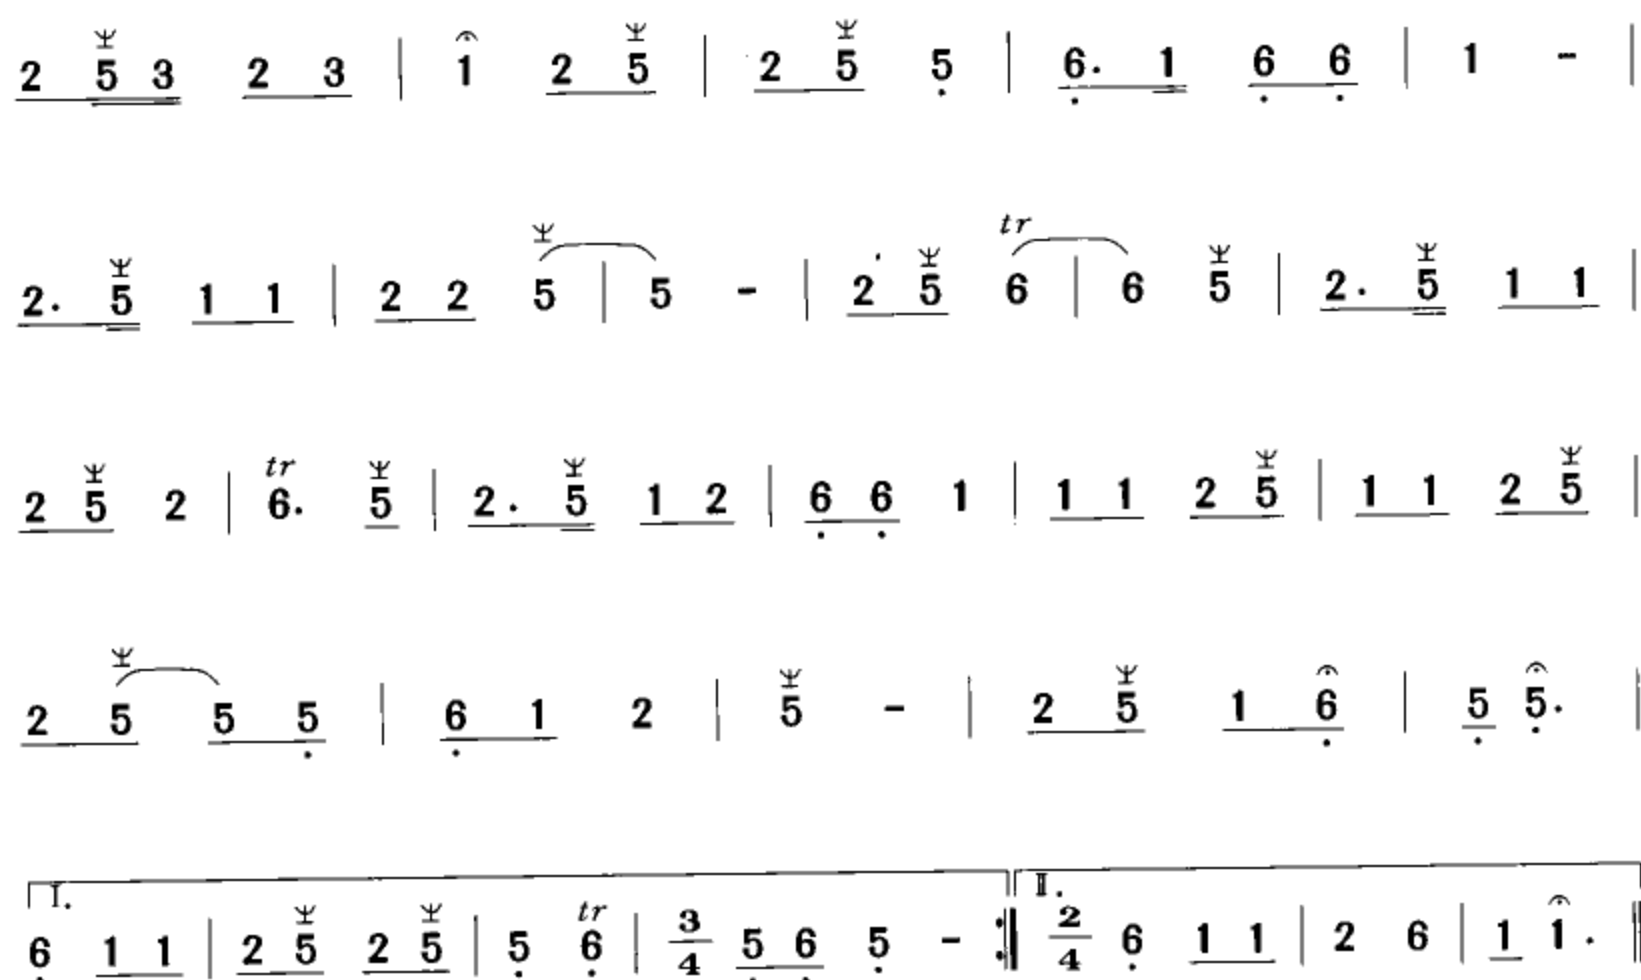 2 5 3 2 3 | 1 2 5 | 2 5 5 | 6. 1 6 6 | 1 - |
tr
2. 5 1 1 | 2 2 5 | 5 - | 2 5 6 | 6 5 | 2. 5 1 1 |
tr
2 5 2 | 6. 5 | 2. 5 1 2 | 6 6 1 | 1 1 2 5 | 1 1 2 5 |
2 5 5 5 | 6 1 2 | 5 - | 2 5 1 6 | 5 5. |
I. II.
tr
6 1 1 | 2 5 2 5 | 5 6 | 3/4 5 6 5 - :| 2/4 6 1 1 | 2 6 | 1 1. ‖